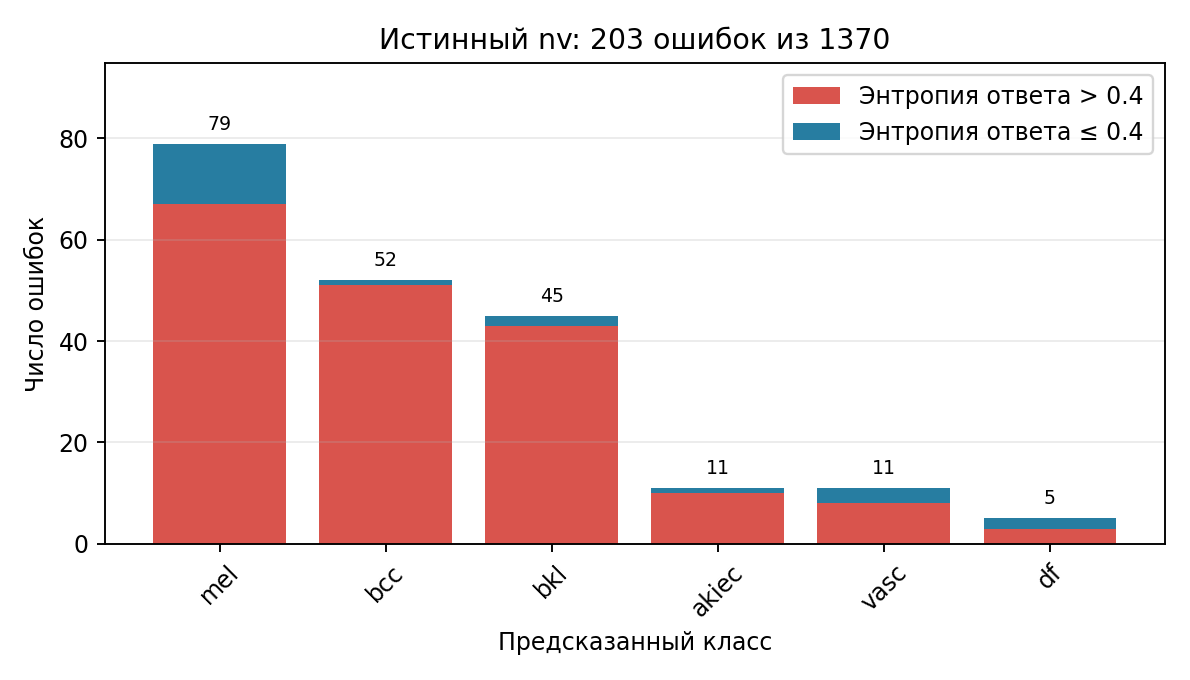 Истинный nv: 203 ошибок из 1370
Энтропия ответа > 0.4
Энтропия ответа ≤ 0.4
Число ошибок
80
60
40
20
0
79
52
45
11
11
5
mel
bcc
bkl
akiec
vasc
df
Предсказанный класс